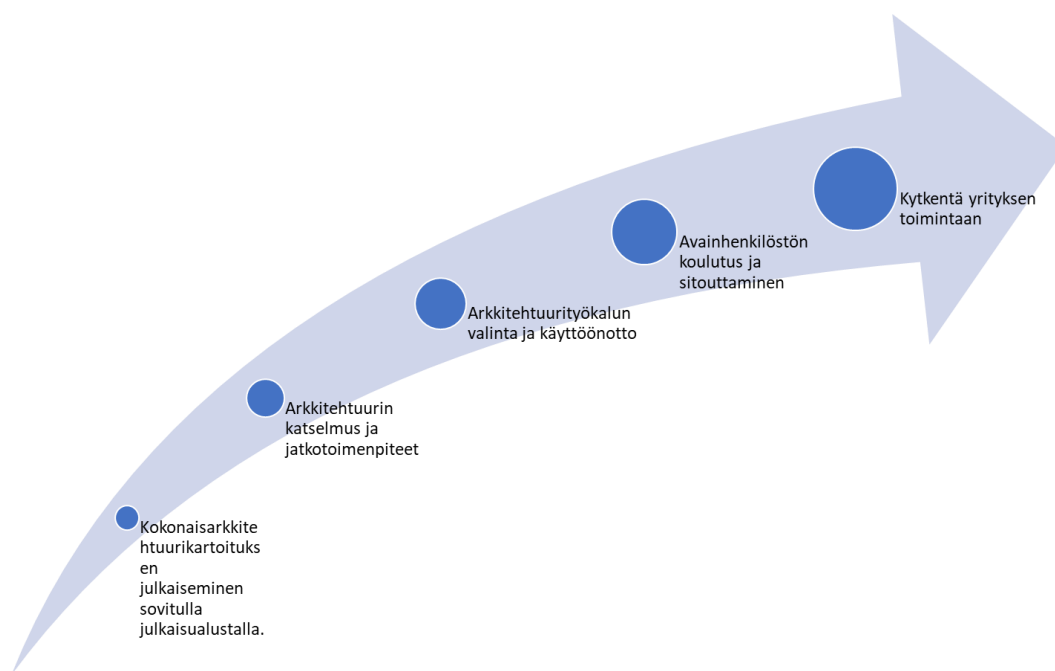 Kytkentä yrityksen
toimintaan
Avainhenkilöstön
koulutus ja
sitouttaminen
Arkkitehtuurityökalun
valinta ja käyttöönotto
Arkkitehtuurin
katselmus ja
jatkotoimenpiteet
Kokonaisarkkite
htuurikartoituks
en
julkaiseminen
sovitulla
julkaisualustalla.